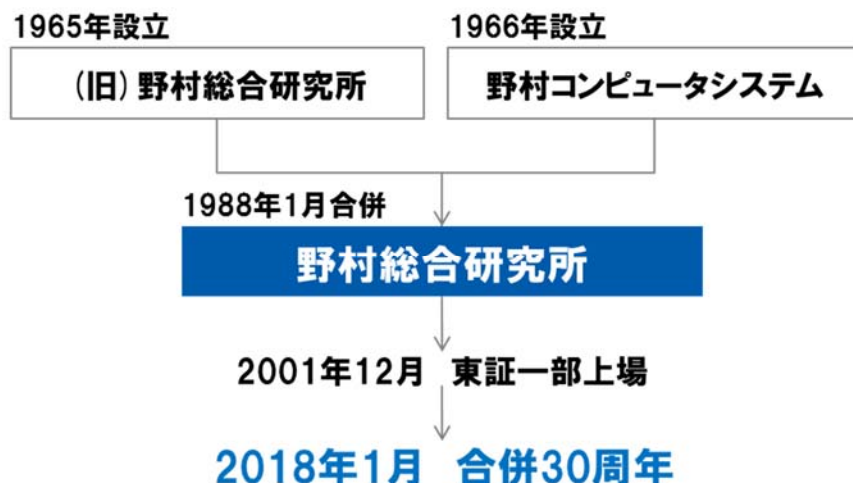 1965年設立
1966年設立
(旧)野村総合研究所
野村コンピュータシステム
1988年1月合併
野村総合研究所
2001年12月 東証一部上場
2018年1月 合併30周年